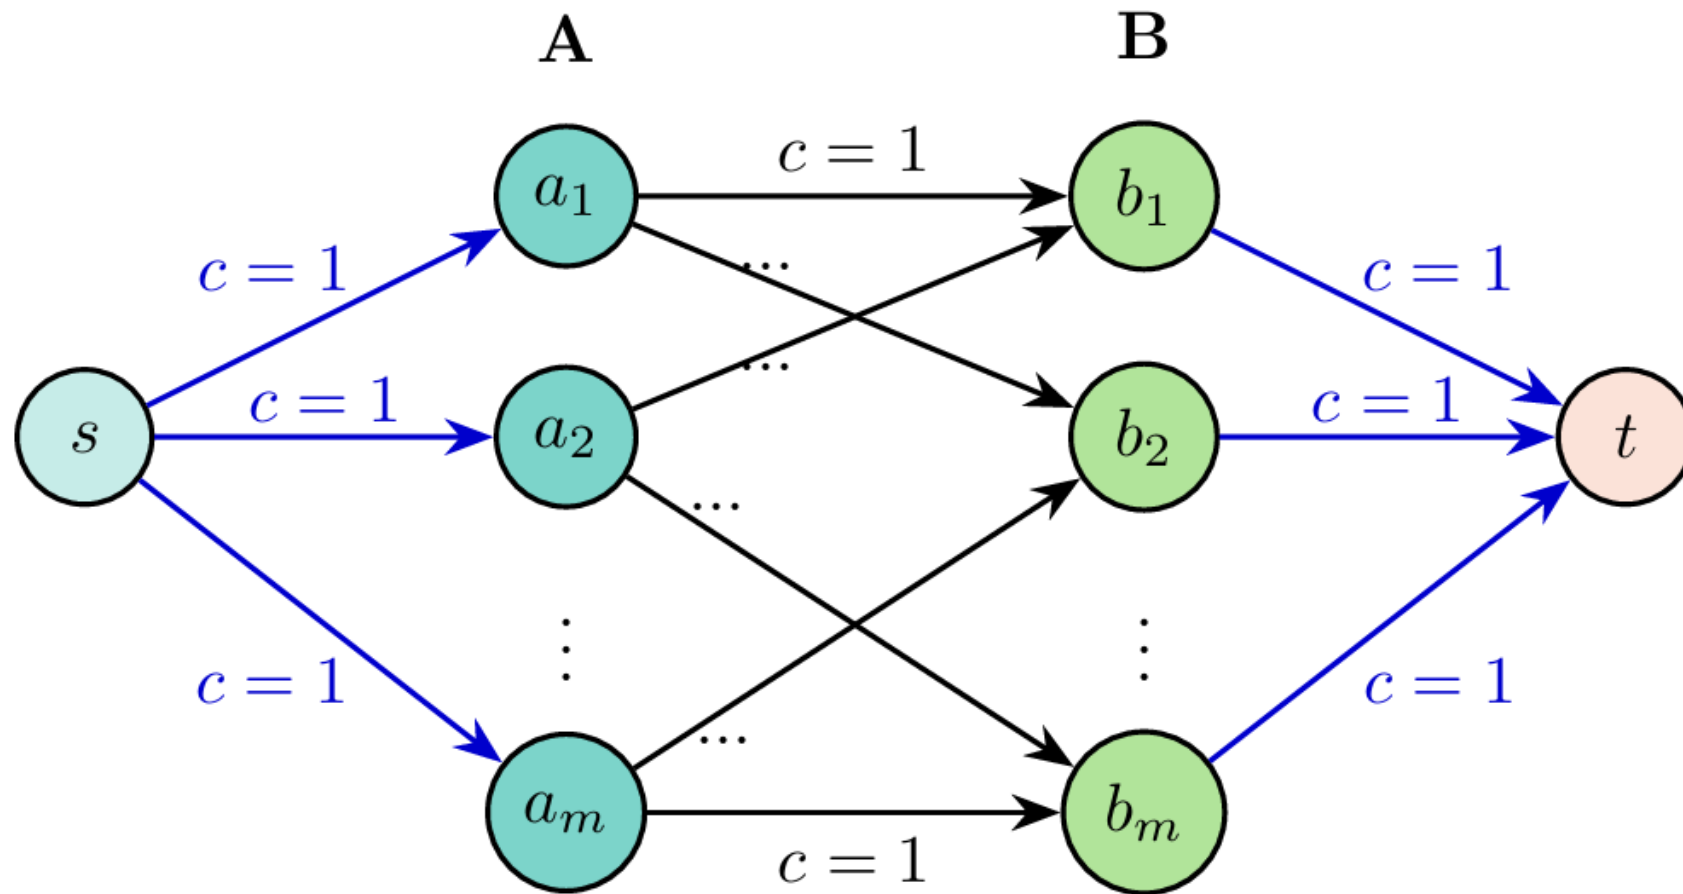 A B
c = 1
a₁ b₁
...
c = 1 c = 1
...
c = 1 c = 1
s a₂ b₂ t
...
⋮ ⋮
c = 1 c = 1
...
aₘ bₘ
c = 1